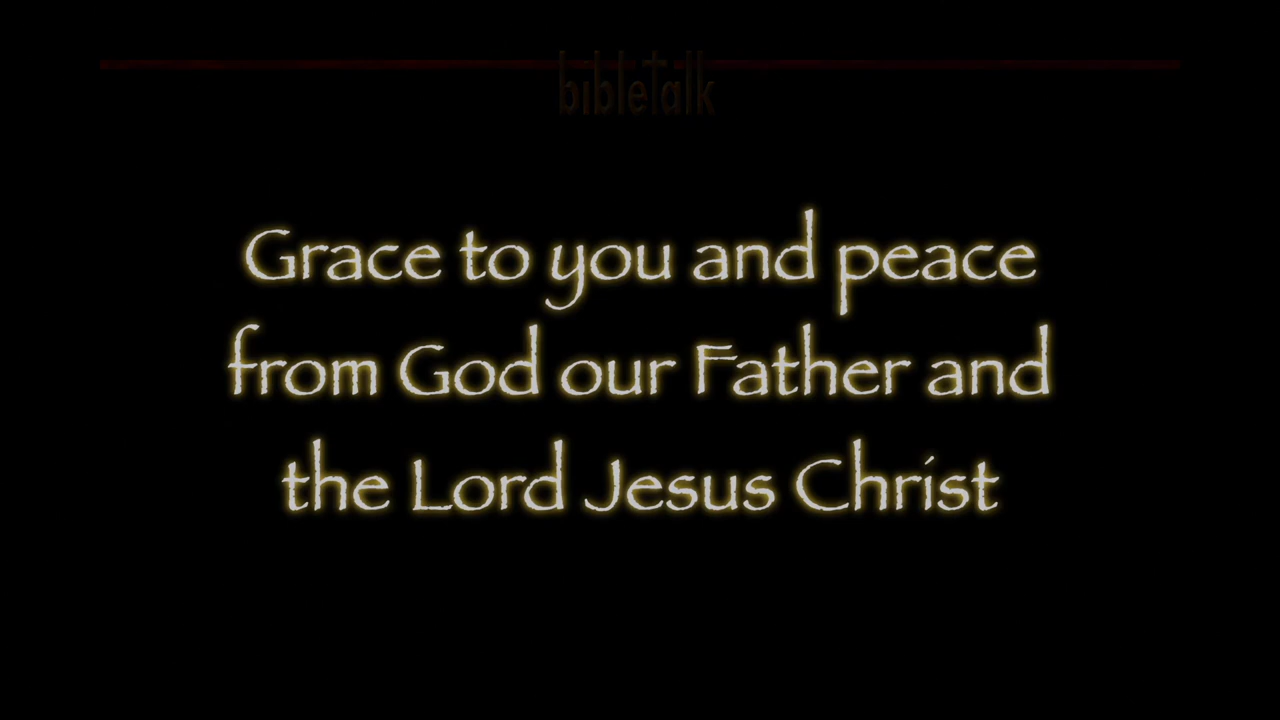 bibletalk
Grace to you and peace
from God our Father and
the Lord Jesus Christ